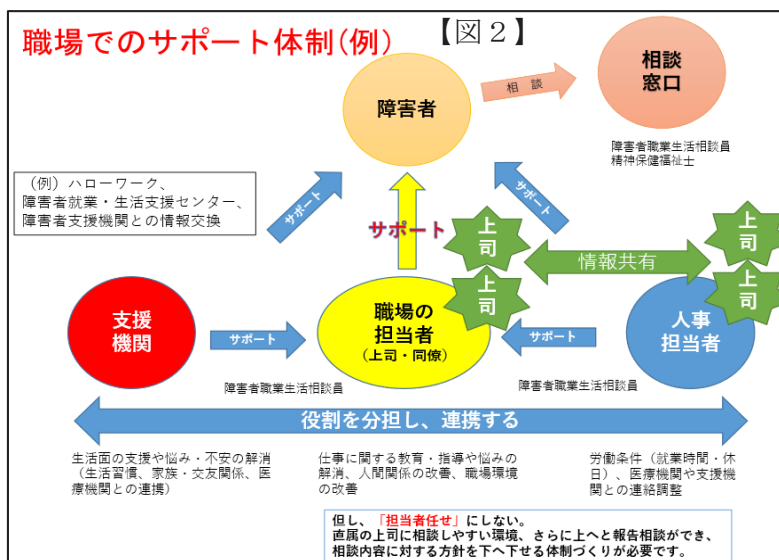 職場でのサポート体制(例)
【図２】
障害者
相　談
相談
窓口
障害者職業生活相談員
精神保健福祉士
（例）ハローワーク、
障害者就業・生活支援センター、
障害者支援機関との情報交換
サポート
サポート
サポート
上司
上司
情報共有
上司
上司
支援
機関
サポート
職場の
担当者
（上司・同僚）
サポート
人事
担当者
障害者職業生活相談員
障害者職業生活相談員
役割を分担し、連携する
生活面の支援や悩み・不安の解消
（生活習慣、家族・交友関係、医
療機関との連携）
仕事に関する教育・指導や悩みの
解消、人間関係の改善、職場環境
の改善
労働条件（就業時間・休
日）、医療機関や支援機
関との連絡調整
但し、「担当者任せ」にしない。
直属の上司に相談しやすい環境、さらに上へと報告相談ができ、
相談内容に対する方針を下へ下せる体制づくりが必要です。